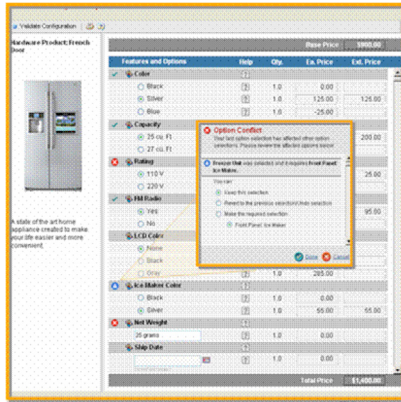 Validate Configuration
Hardware Product: French Door
Base Price $900.00
Features and Options Help Qty. Ea. Price Ext. Price
Color
Black 1.0 0.00
Silver 1.0 125.00 125.00
Blue 1.0 -25.00
Capacity
25 cu. Ft 200.00
27 cu. Ft
Rating
110 V 25.00
220 V
FM Radio
Yes 95.00
No
LCD Color
None
Black
Gray 1.0 285.00
Ice Maker Color
Black 1.0 0.00
Silver 1.0 55.00 55.00
Net Weight
25 grams 1.0 0.00
Ship Date
1.0 0.00
Total Price $1,400.00
A state of the art home
appliance created to make
your life easier and more
convenient.
Option Conflict
Your last option selection has affected other option
selections. Please review the affected options below.
Freeze Unit was selected and it requires Front Panel:
Ice Maker.
You can:
Keep this selection
Revert to the previous selection/Undo selection
Make the required selection
Front Panel: Ice Maker
Done Cancel